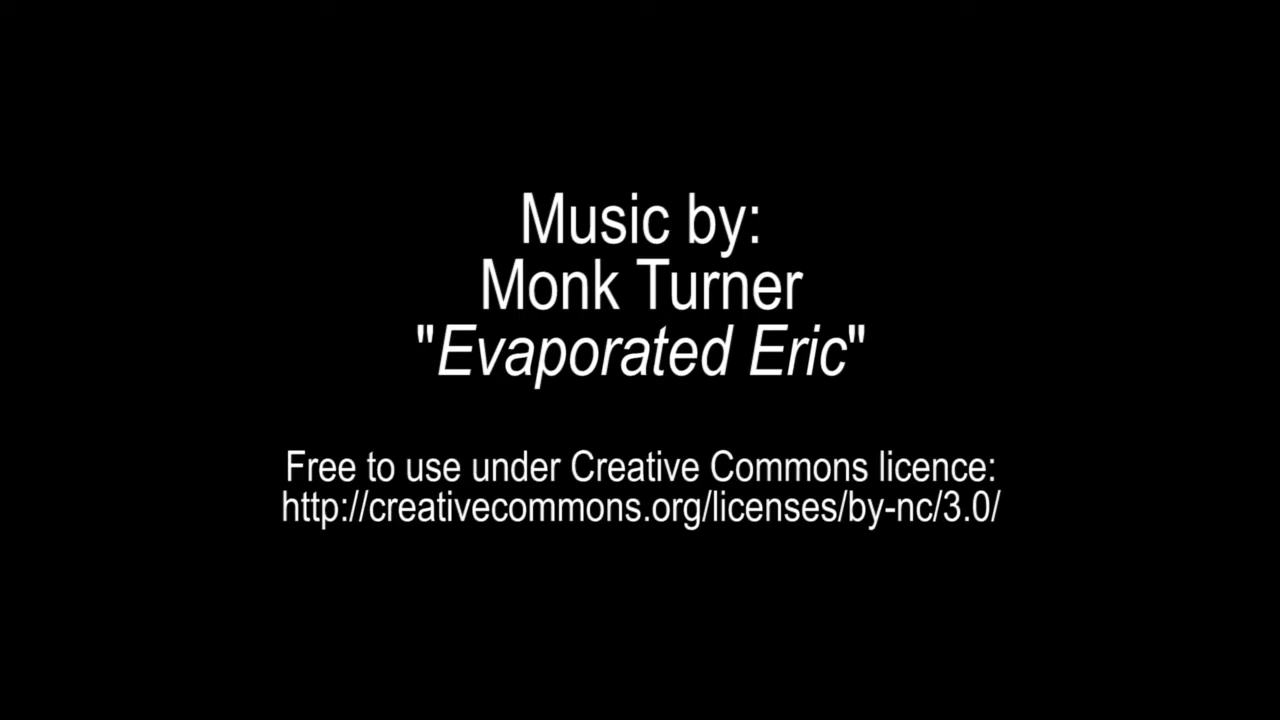 Music by:
Monk Turner
"Evaporated Eric"
Free to use under Creative Commons licence:
http://creativecommons.org/licenses/by-nc/3.0/